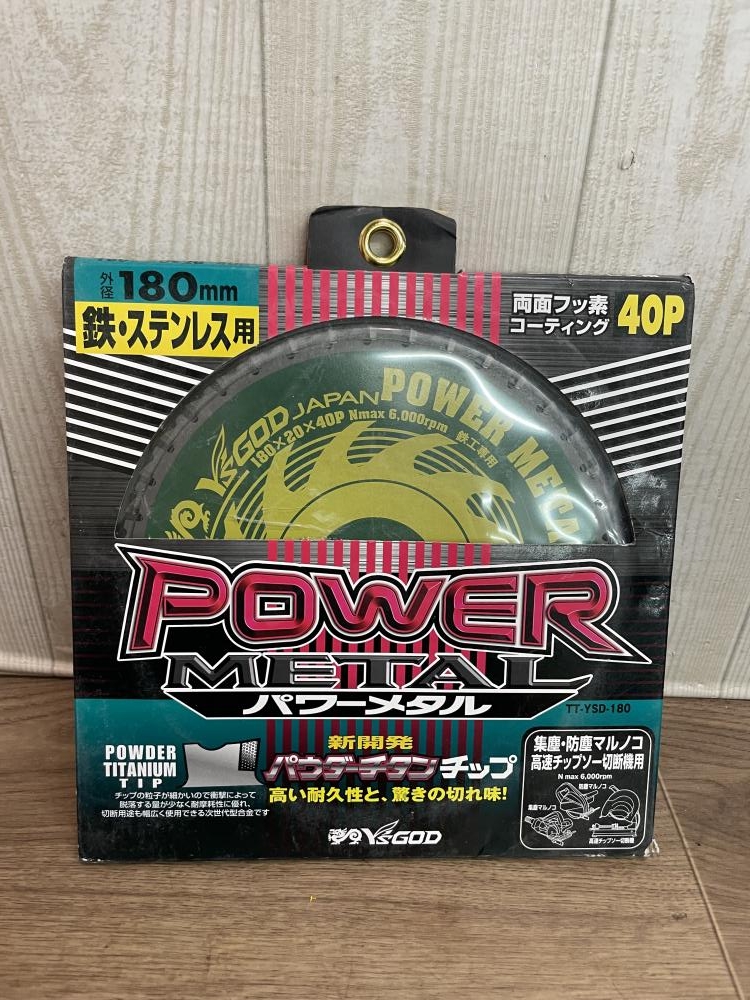 外径 180mm
鉄・ステンレス用
両面フッ素
コーティング 40P
Y'sGOD JAPAN POWER METAL
180×20×40P Nmax 6,000rpm 鉄工専用
POWER
METAL
パワーメタル
TT-YSD-180
POWDER
TITANIUM
TIP
チップの粒子が細かいので衝撃によって
脱落する量が少なく耐摩耗性に優れ、
切断用途も幅広く使用できる次世代型合金です
新開発
パウダーチタンチップ
高い耐久性と、驚きの切れ味!
集塵・防塵マルノコ
高速チップソー切断機用
N max 6,000rpm
防塵マルノコ
集塵マルノコ
高速チップソー切断機
Y'sGOD